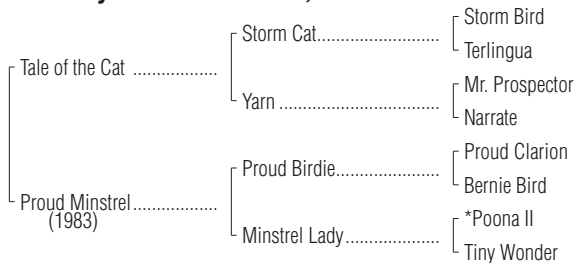 Storm Bird
Storm Cat..................................
Terlingua
Tale of the Cat ..................
Mr. Prospector
Yarn ............................................
Narrate
Proud Clarion
Proud Birdie.............................
Bernie Bird
Proud Minstrel..................
(1983)
*Poona II
Minstrel Lady..........................
Tiny Wonder